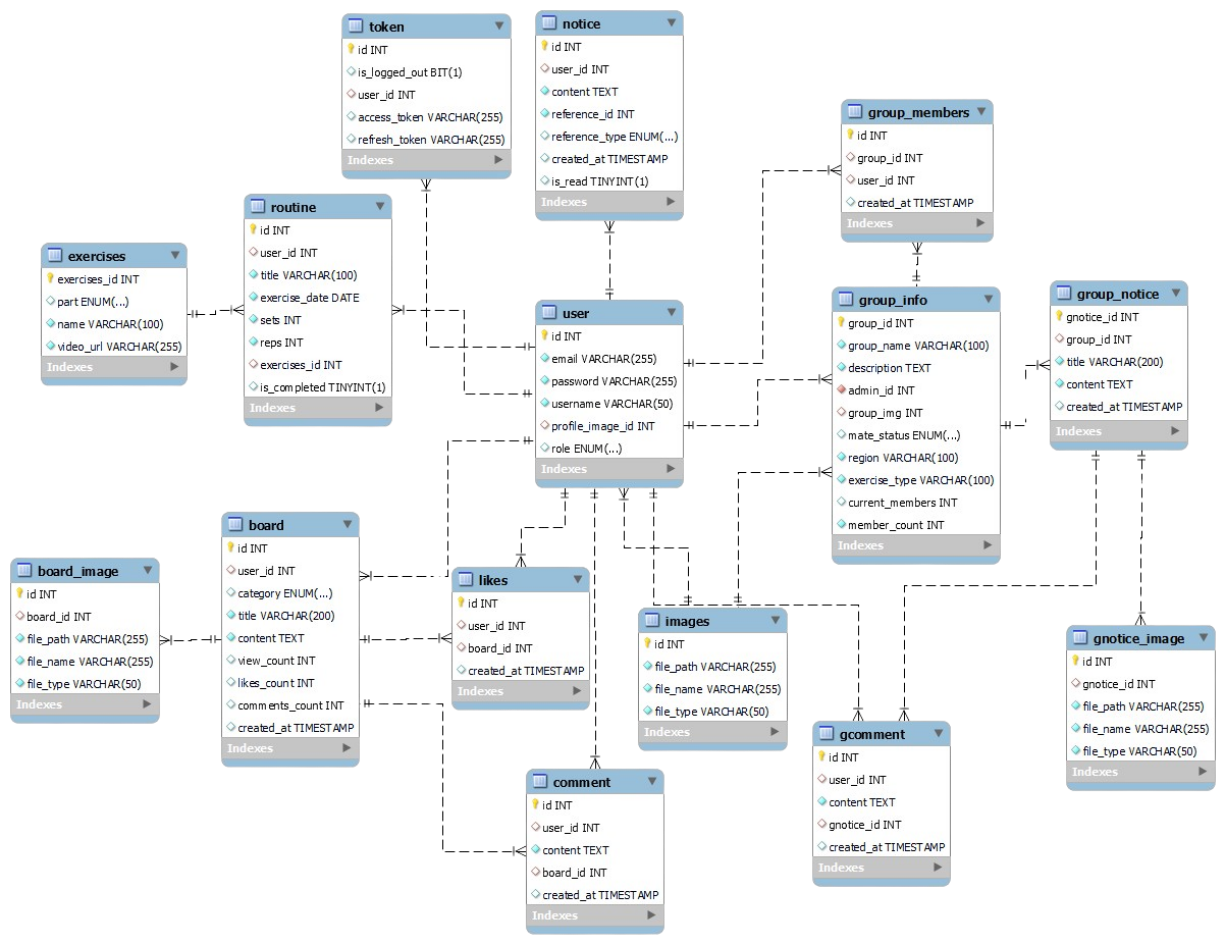 token
id INT
is_logged_out BIT(1)
user_id INT
access_token VARCHAR(255)
refresh_token VARCHAR(255)
Indexes
notice
id INT
user_id INT
content TEXT
reference_id INT
reference_type ENUM(...)
created_at TIMESTAMP
is_read TINYINT(1)
Indexes
group_members
id INT
group_id INT
user_id INT
created_at TIMESTAMP
Indexes
routine
id INT
user_id INT
title VARCHAR(100)
exercise_date DATE
sets INT
reps INT
exercises_id INT
is_completed TINYINT(1)
Indexes
exercises
exercises_id INT
part ENUM(...)
name VARCHAR(100)
video_url VARCHAR(255)
Indexes
user
id INT
email VARCHAR(255)
password VARCHAR(255)
username VARCHAR(50)
profile_image_id INT
role ENUM(...)
Indexes
group_info
group_id INT
group_name VARCHAR(100)
description TEXT
admin_id INT
group_img INT
mate_status ENUM(...)
region VARCHAR(100)
exercise_type VARCHAR(100)
current_members INT
member_count INT
Indexes
group_notice
gnotice_id INT
group_id INT
title VARCHAR(200)
content TEXT
created_at TIMESTAMP
Indexes
board
id INT
user_id INT
category ENUM(...)
title VARCHAR(200)
content TEXT
view_count INT
likes_count INT
comments_count INT
created_at TIMESTAMP
Indexes
board_image
id INT
board_id INT
file_path VARCHAR(255)
file_name VARCHAR(255)
file_type VARCHAR(50)
Indexes
likes
id INT
user_id INT
board_id INT
created_at TIMESTAMP
Indexes
images
id INT
file_path VARCHAR(255)
file_name VARCHAR(255)
file_type VARCHAR(50)
Indexes
gnotice_image
id INT
gnotice_id INT
file_path VARCHAR(255)
file_name VARCHAR(255)
file_type VARCHAR(50)
Indexes
gcomment
id INT
user_id INT
content TEXT
gnotice_id INT
created_at TIMESTAMP
Indexes
comment
id INT
user_id INT
content TEXT
board_id INT
created_at TIMESTAMP
Indexes